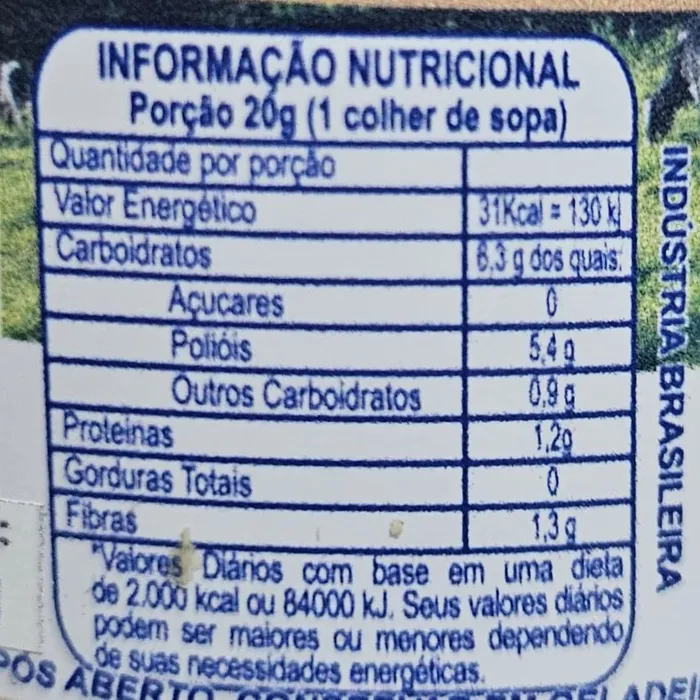 INFORMAÇÃO NUTRICIONAL
Porção 20g (1 colher de sopa)
Quantidade por porção
Valor Energético 31Kcal = 130 kJ
Carboidratos 6,3 g dos quais:
Açucares 0
Polióis 5,4 g
Outros Carboidratos 0,9 g
Proteinas 1,2g
Gorduras Totais 0
Fibras 1,3 g
*Valores Diários com base em uma dieta
de 2.000 kcal ou 84000 kJ. Seus valores diários
podem ser maiores ou menores dependendo
de suas necessidades energéticas.
INDÚSTRIA BRASILEIRA
ABERTO